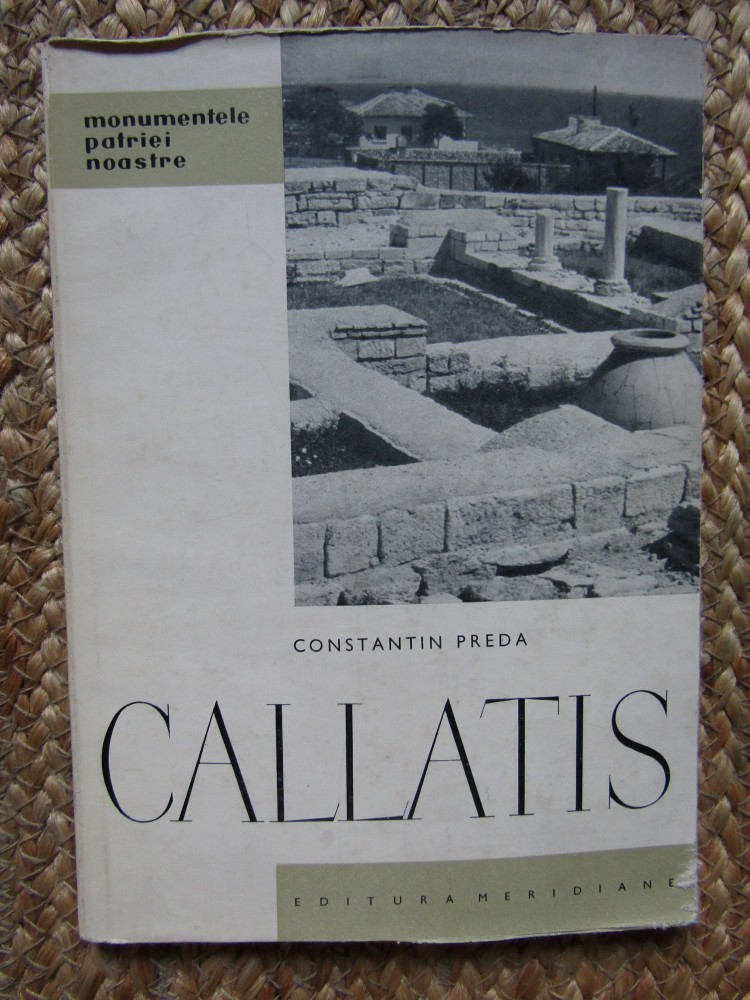 monumentele
patriei
noastre
CONSTANTIN PREDA
CALLATIS
EDITURA MERIDIANE